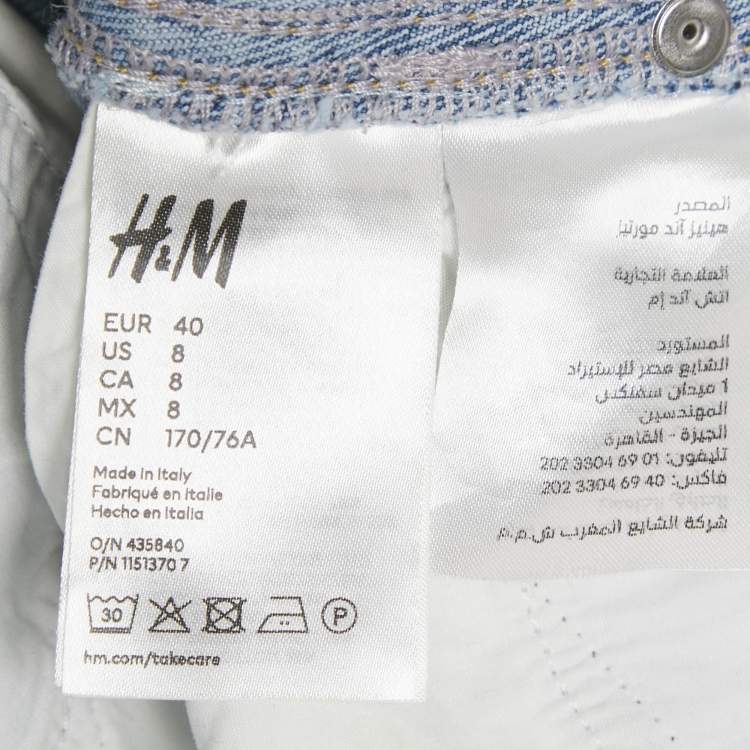 H&M
EUR 40
US 8
CA 8
MX 8
CN 170/76A
Made in Italy
Fabriqué en Italie
Hecho en Italia
O/N 435840
P/N 1151370 7
30
P
hm.com/takecare
المصدر
هينيز آند مورتيز
العلامة التجارية
اتش آند إم
المستورد
الشايع مصر للإستيراد
1 ميدان سفنكس
المهندسين
الجيزة - القاهرة
تليفون: 01 69 3304 202
فاكس: 40 69 3304 202
شركة الشايع المغرب ش.م.م